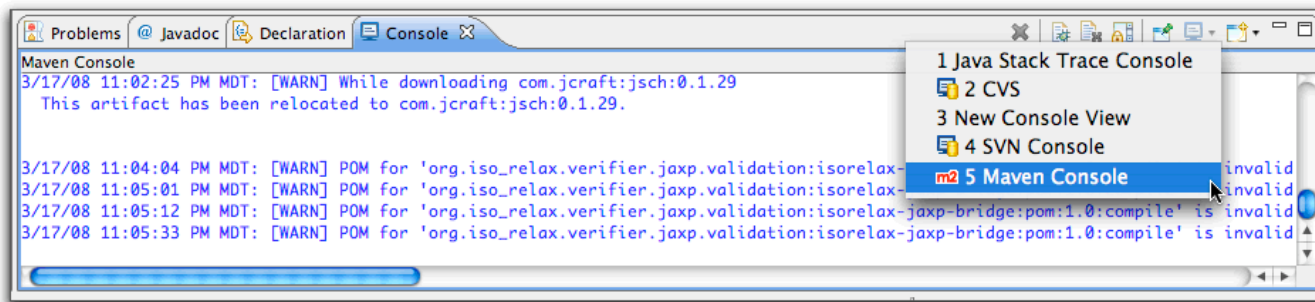 Problems @ Javadoc Declaration Console
Maven Console
3/17/08 11:02:25 PM MDT: [WARN] While downloading com.jcraft:jsch:0.1.29
This artifact has been relocated to com.jcraft:jsch:0.1.29.
3/17/08 11:04:04 PM MDT: [WARN] POM for 'org.iso_relax.verifier.jaxp.validation:isorelax- invalid
3/17/08 11:05:01 PM MDT: [WARN] POM for 'org.iso_relax.verifier.jaxp.validation:isorelax- invalid
3/17/08 11:05:12 PM MDT: [WARN] POM for 'org.iso_relax.verifier.jaxp.validation:isorelax-jaxp-bridge:pom:1.0:compile' is invalid
3/17/08 11:05:33 PM MDT: [WARN] POM for 'org.iso_relax.verifier.jaxp.validation:isorelax-jaxp-bridge:pom:1.0:compile' is invalid
1 Java Stack Trace Console
2 CVS
3 New Console View
4 SVN Console
m2 5 Maven Console